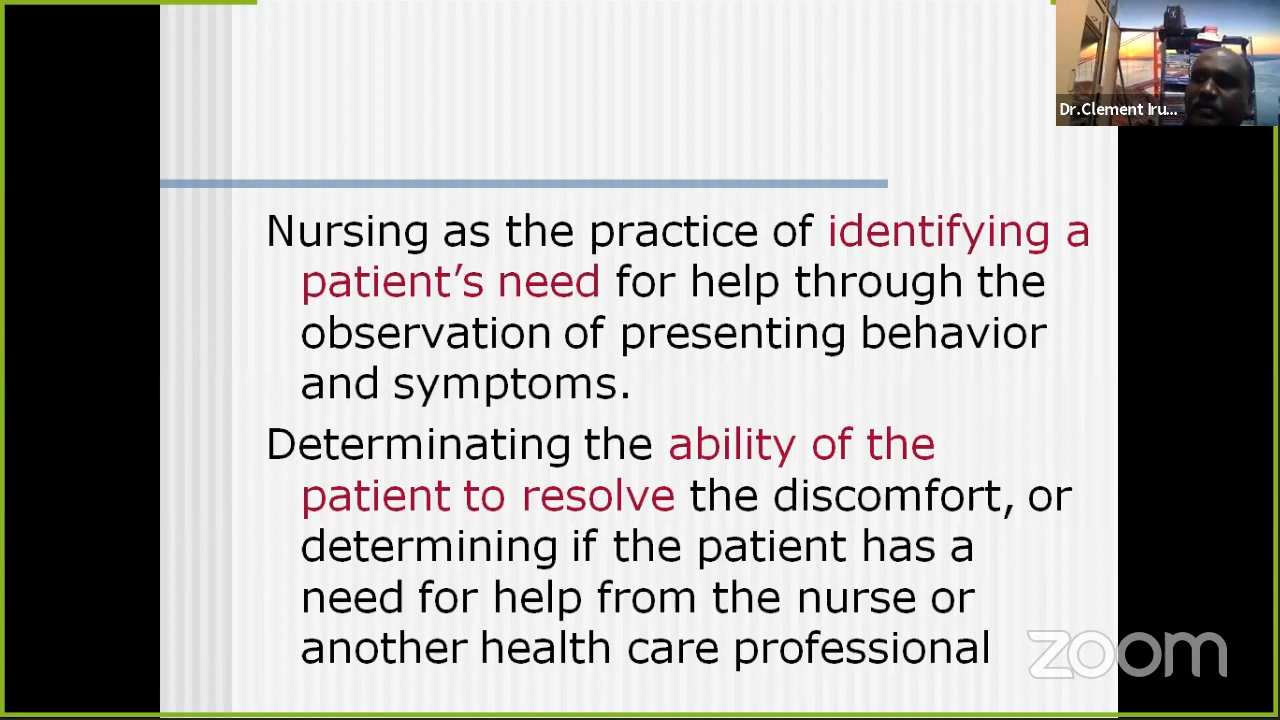 Dr.Clement Iru...
Nursing as the practice of identifying a
patient’s need for help through the
observation of presenting behavior
and symptoms.
Determinating the ability of the
patient to resolve the discomfort, or
determining if the patient has a
need for help from the nurse or
another health care professional
zoom